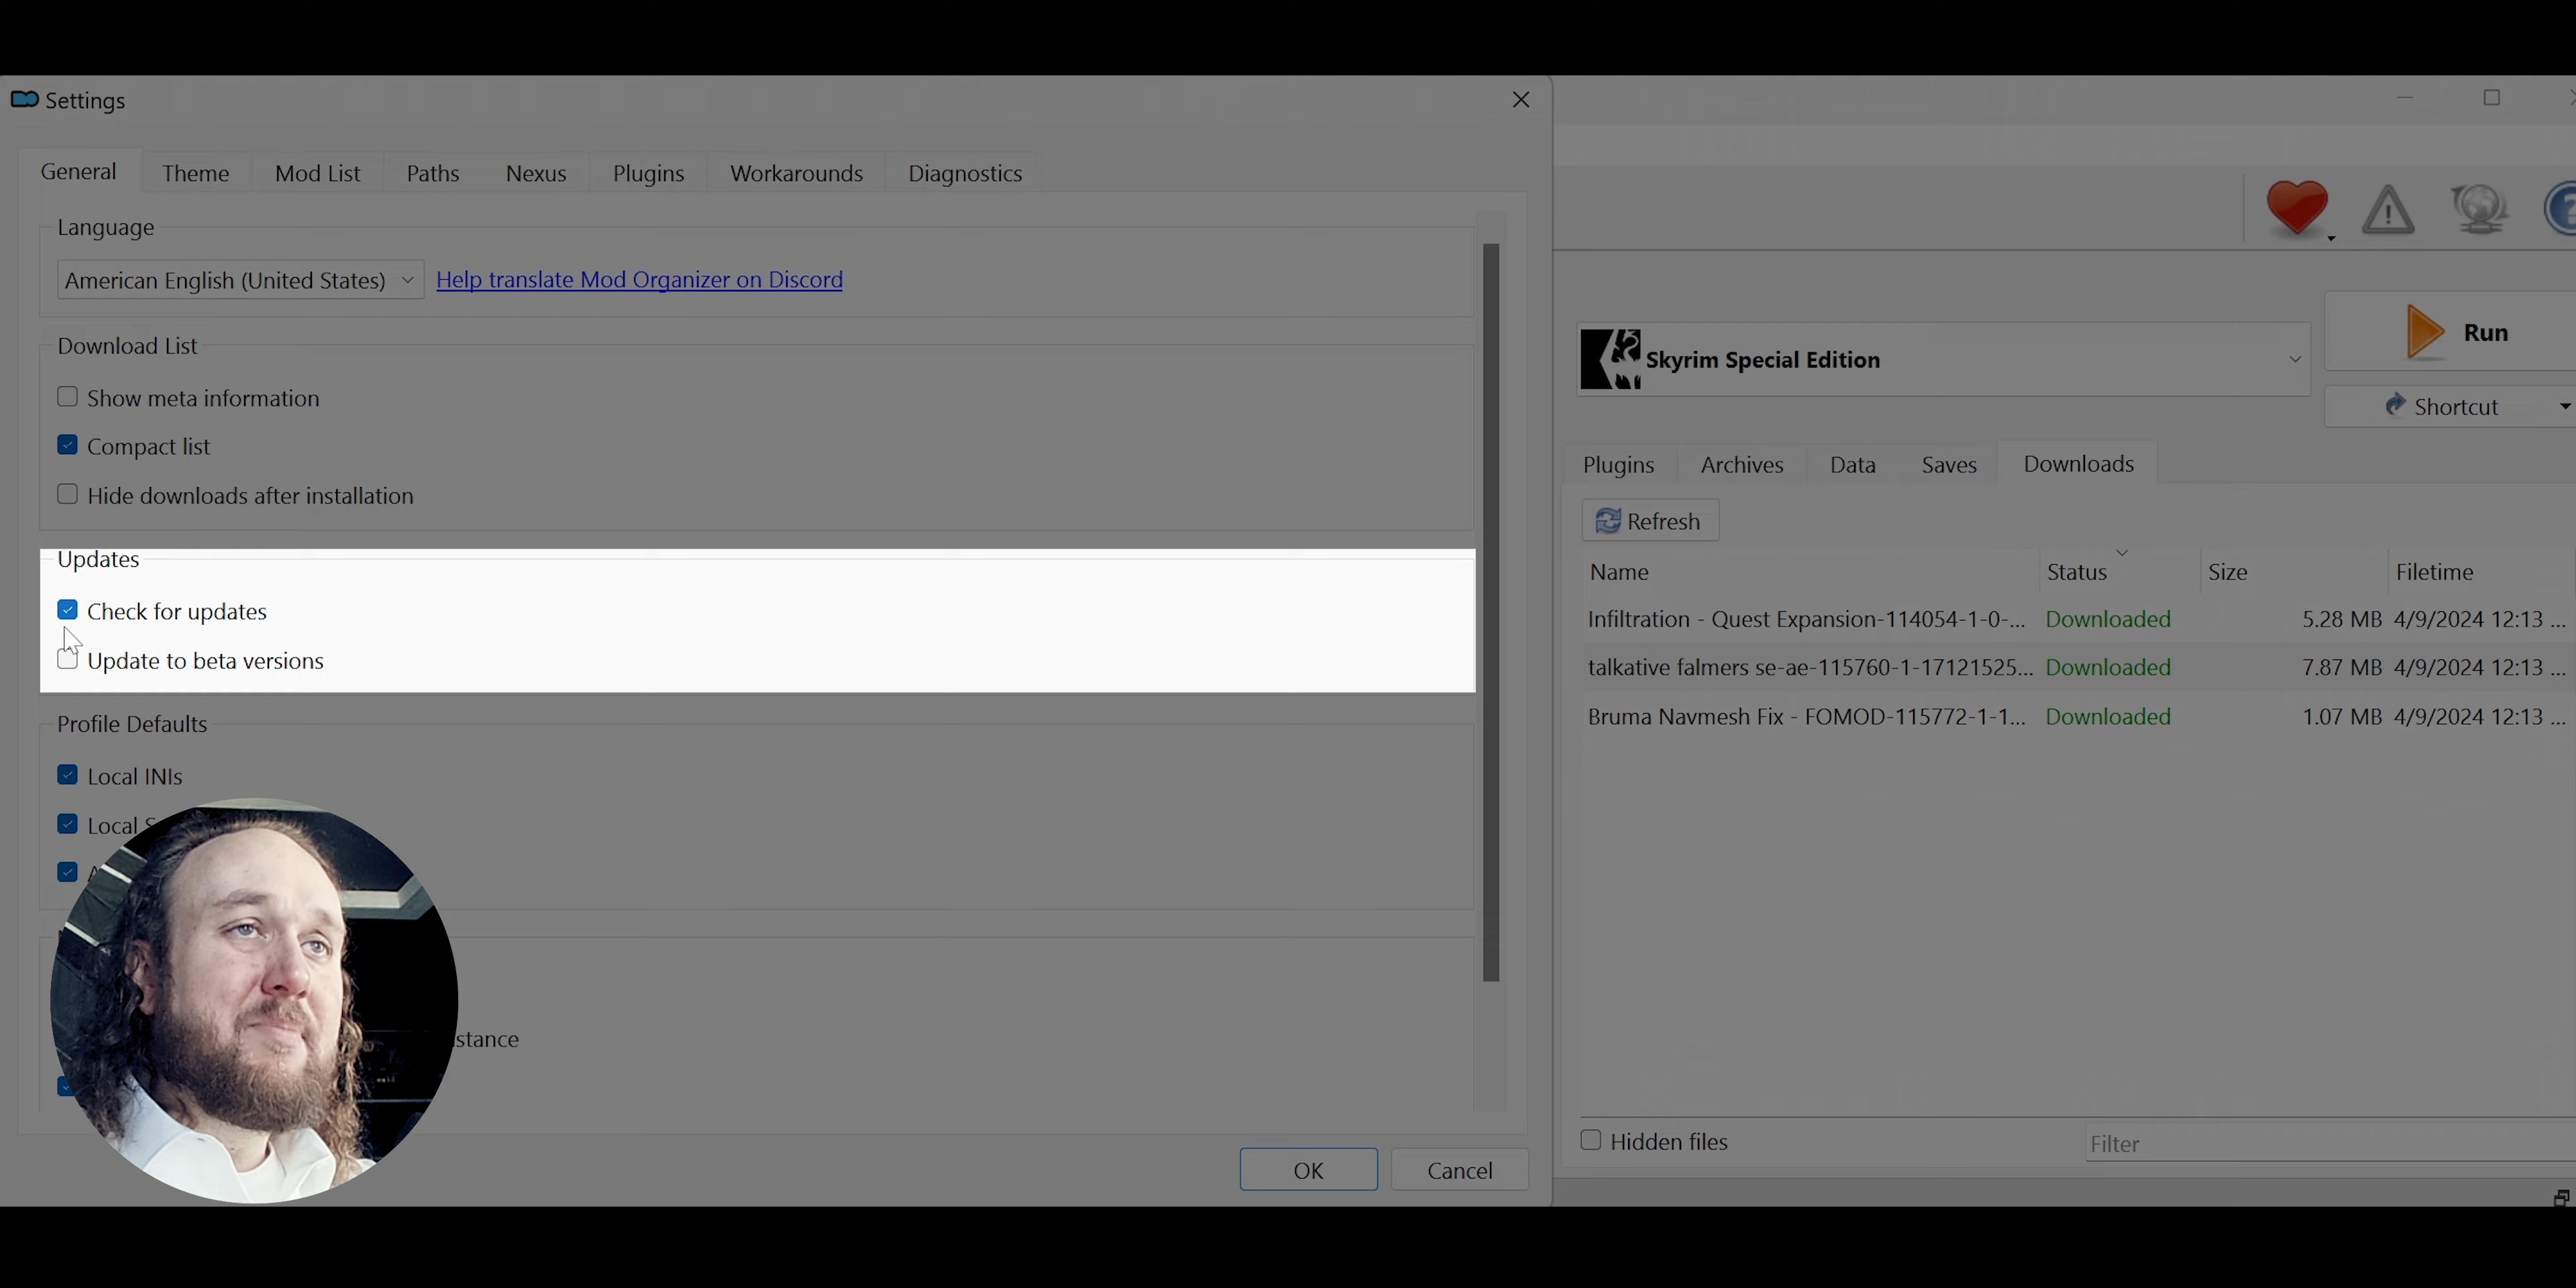 Settings
General Theme Mod List Paths Nexus Plugins Workarounds Diagnostics
Language
American English (United States) Help translate Mod Organizer on Discord
Download List
Show meta information
Compact list
Hide downloads after installation
Updates
Check for updates
Update to beta versions
Profile Defaults
Local INIs
Local
stance
OK Cancel
Skyrim Special Edition
Run
Shortcut
Plugins Archives Data Saves Downloads
Refresh
Name Status Size Filetime
Infiltration - Quest Expansion-114054-1-0-... Downloaded 5.28 MB 4/9/2024 12:13 ...
talkative falmers se-ae-115760-1-17121525... Downloaded 7.87 MB 4/9/2024 12:13 ...
Bruma Navmesh Fix - FOMOD-115772-1-1... Downloaded 1.07 MB 4/9/2024 12:13 ...
Hidden files Filter